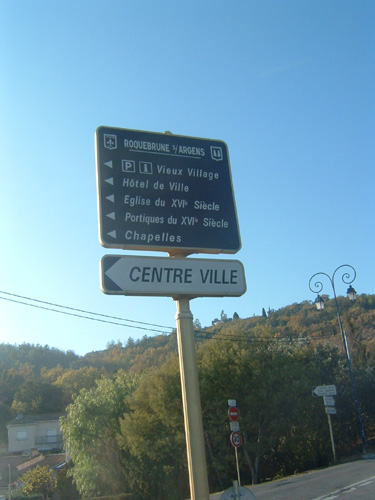 ROQUEBRUNE S/ARGENS
P i Vieux Village
Hôtel de Ville
Eglise du XVIe Siècle
Portiques du XVIe Siècle
Chapelles
CENTRE VILLE